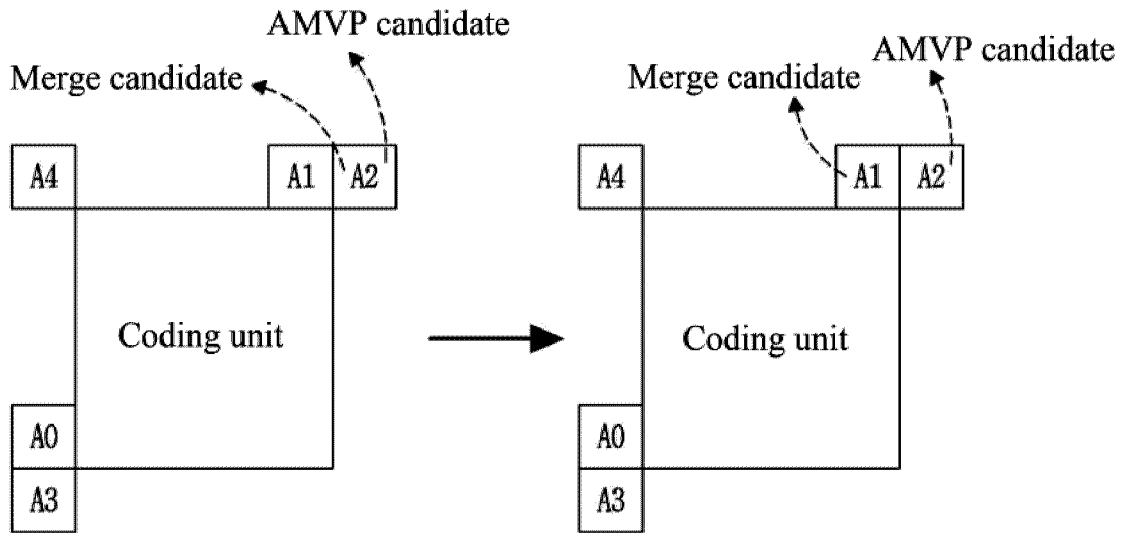 AMVP candidate
Merge candidate
A4
A1
A2
Coding unit
A0
A3
AMVP candidate
Merge candidate
A4
A1
A2
Coding unit
A0
A3